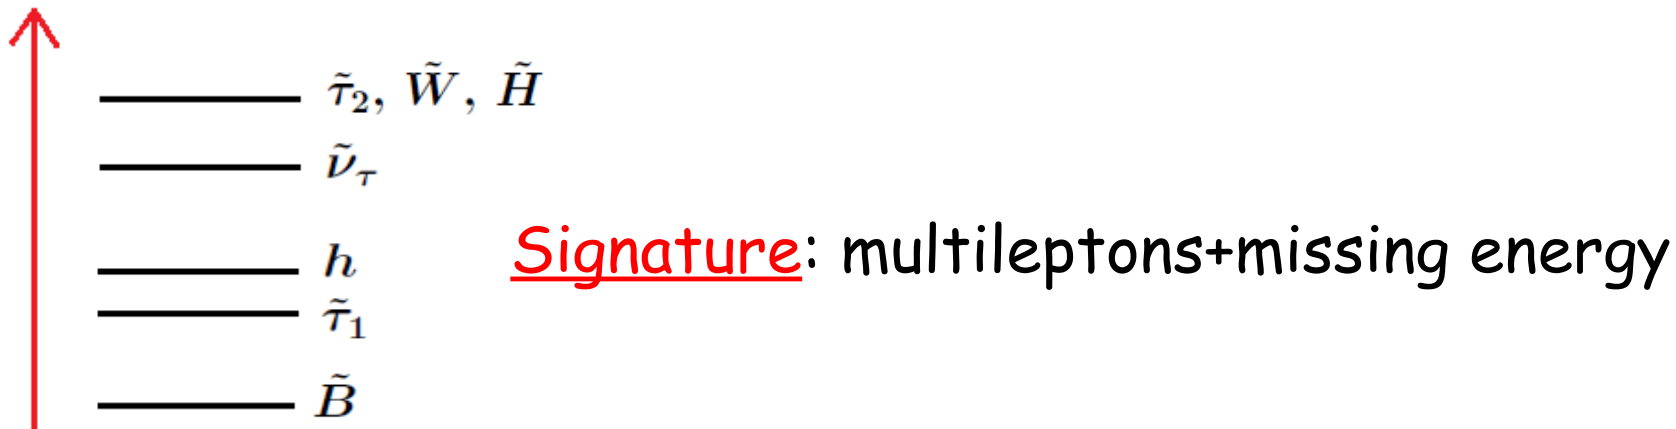 τ̃₂, W̃, H̃
ν̃_τ
h
Signature: multileptons+missing energy
τ̃₁
B̃